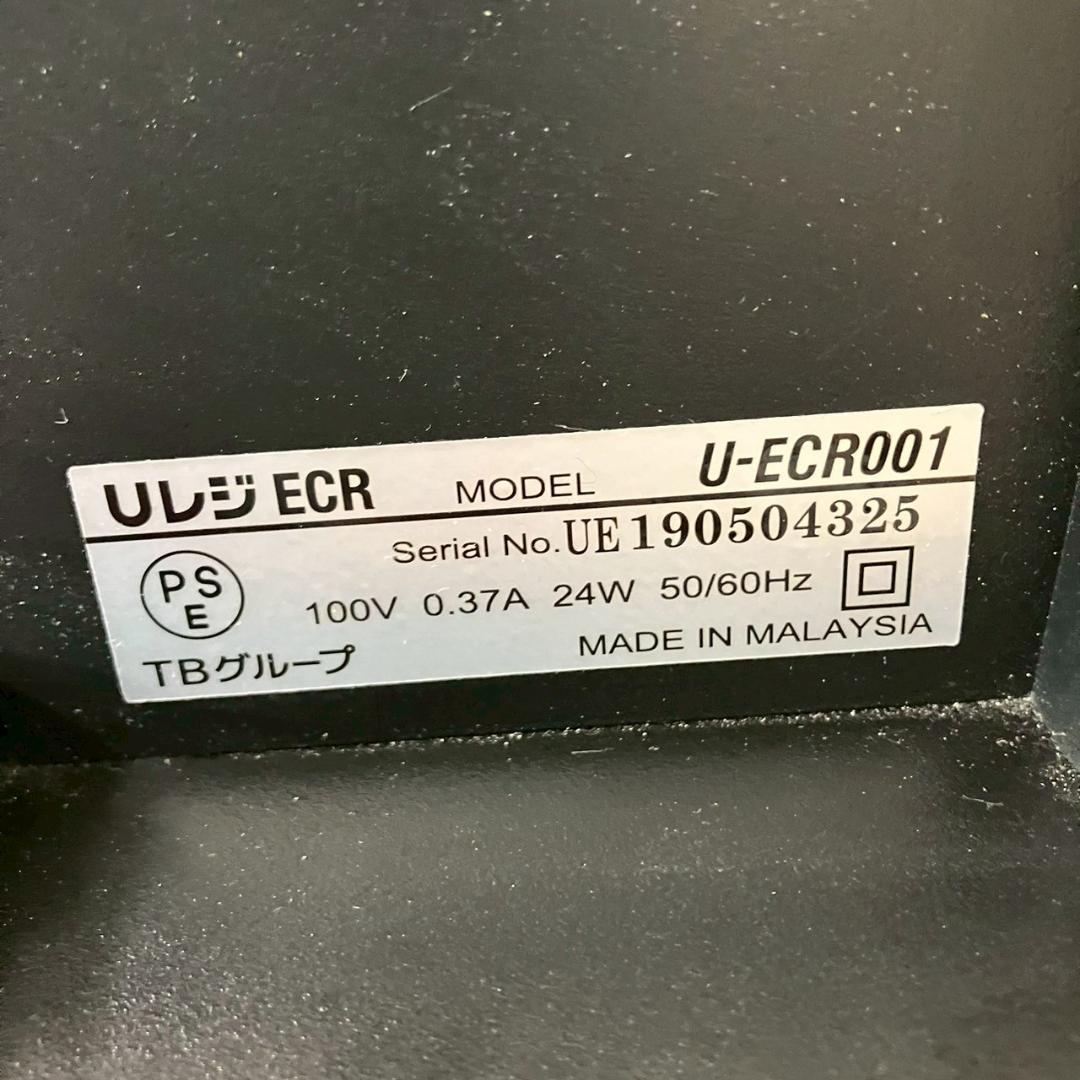 Uレジ ECR MODEL U-ECR001
Serial No. UE190504325
PSE 100V 0.37A 24W 50/60Hz
TBグループ MADE IN MALAYSIA